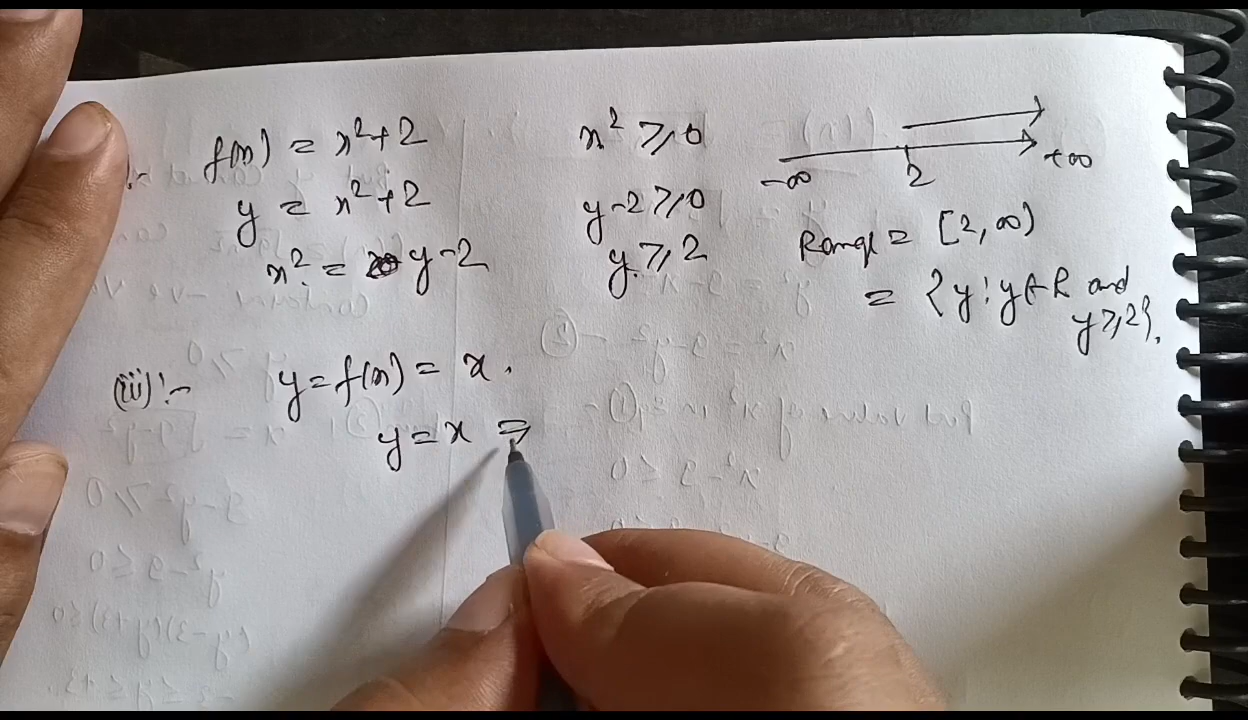 :- f(x) = x²+2
y = x²+2
x² = y-2
x² ≥ 0
y-2 ≥ 0
y ≥ 2
-∞ 2 +∞
Range = [2, ∞)
= {y : y ∈ R and
y ≥ 2}.
(iii) :- y = f(x) = x.
y = x ⇒